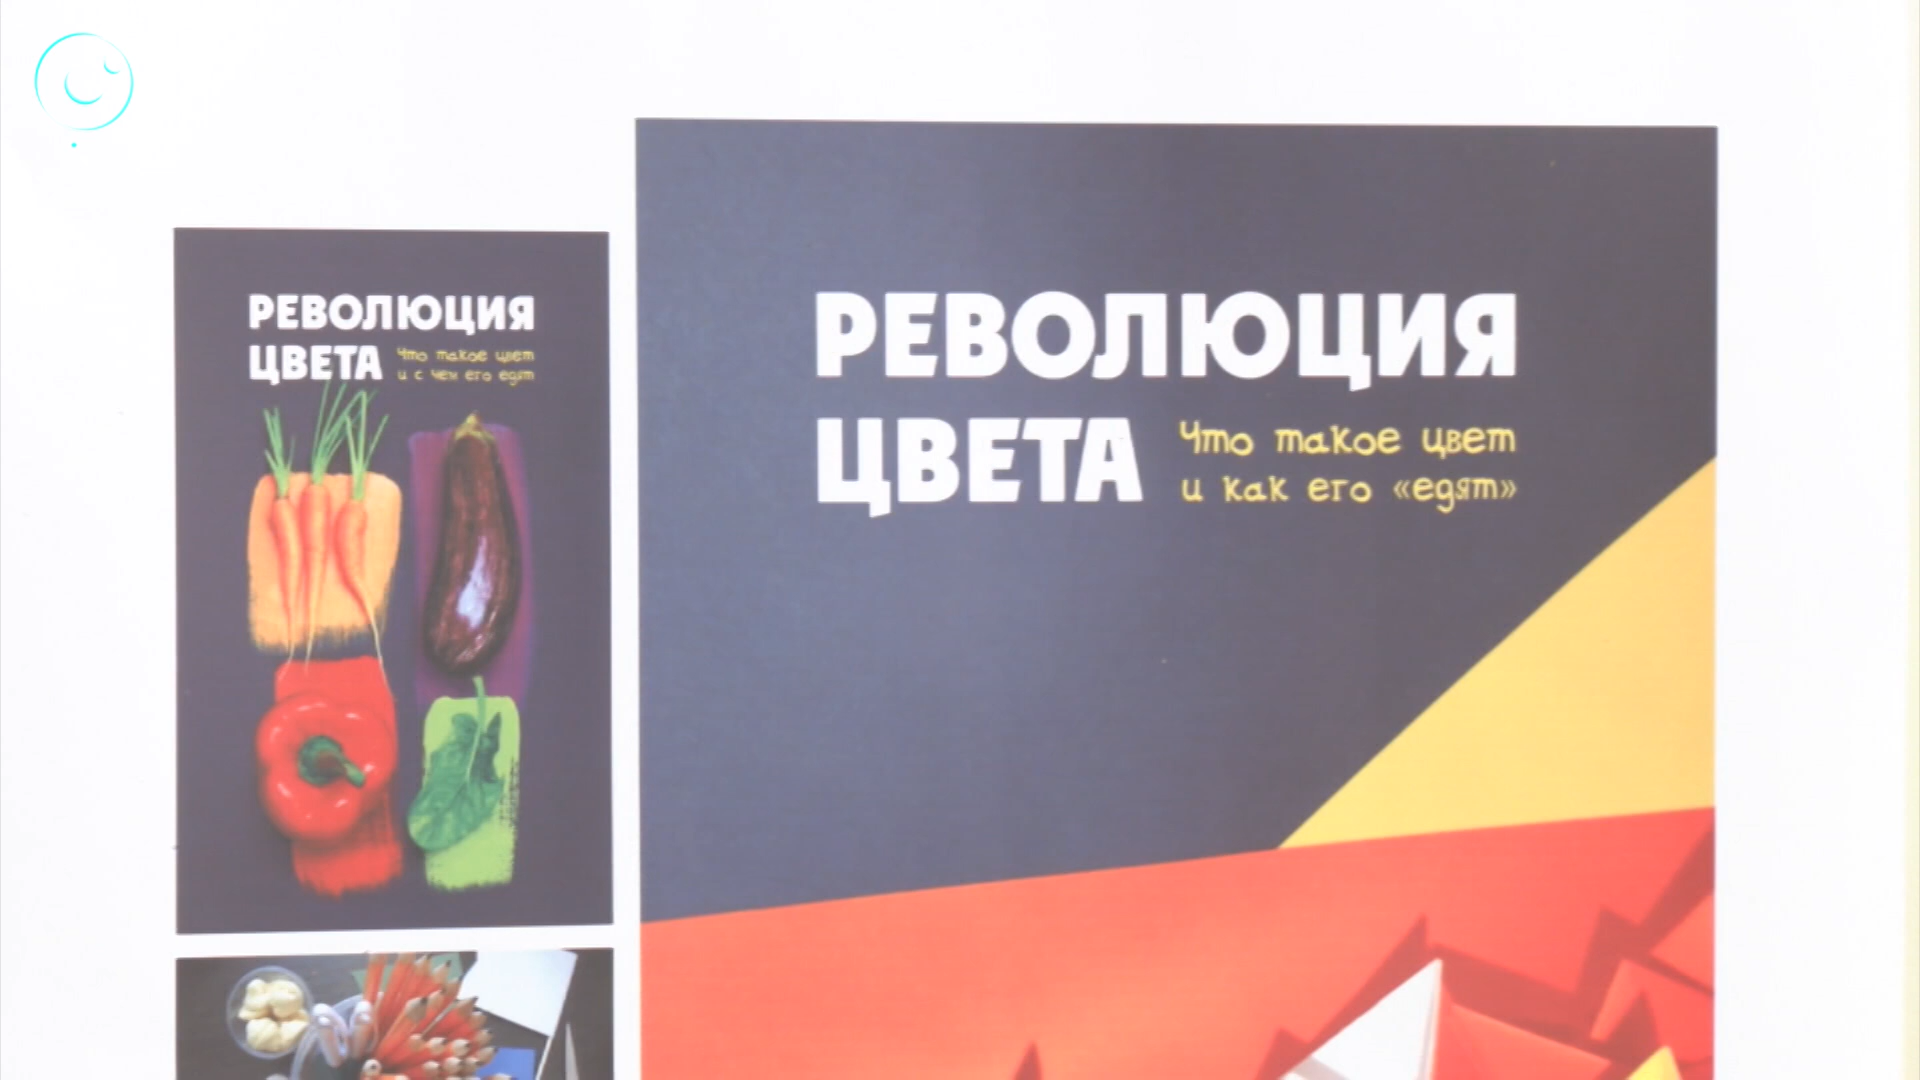 РЕВОЛЮЦИЯ
ЦВЕТА
Что такое цвет
и с чем его едят
РЕВОЛЮЦИЯ
ЦВЕТА
Что такое цвет
и как его «едят»